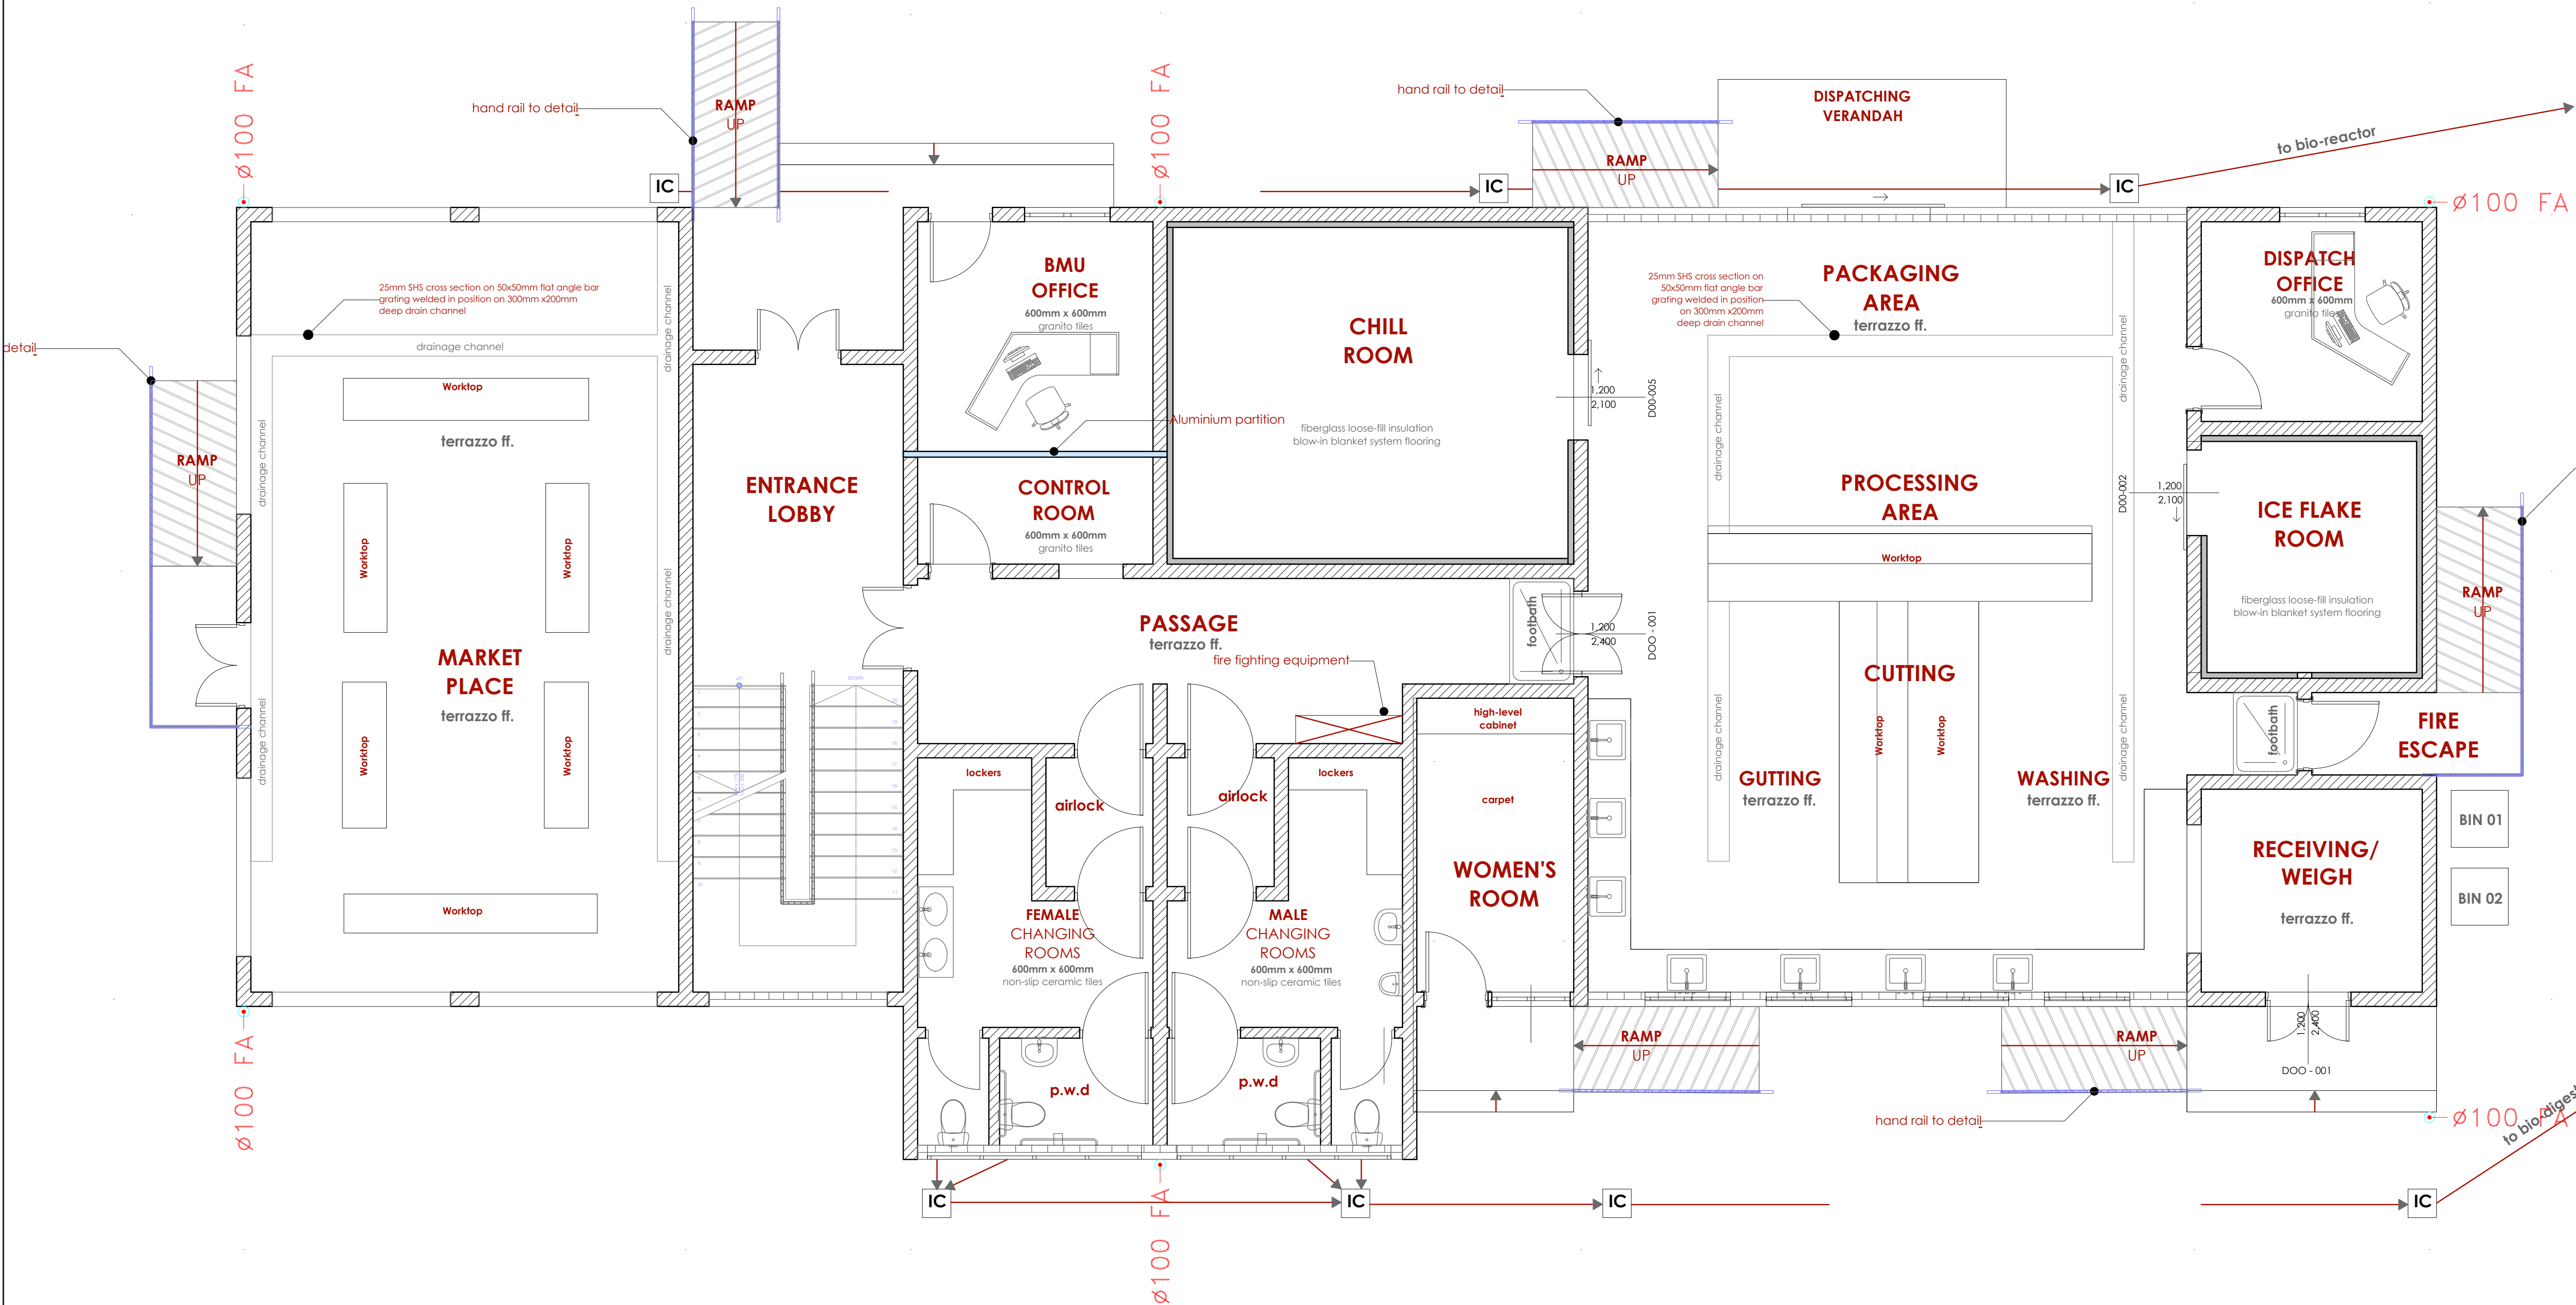 ø100 FA
ø100 FA
hand rail to detail
RAMP
UP
hand rail to detail
DISPATCHING
VERANDAH
RAMP
UP
to bio-reactor
IC
IC
IC
ø100 FA
25mm SHS cross section on 50x50mm flat angle bar
grating welded in position on 300mm x200mm
deep drain channel
drainage channel
drainage channel
detail
BMU
OFFICE
600mm x 600mm
granito tiles
CHILL
ROOM
fiberglass loose-fill insulation
blow-in blanket system flooring
Aluminium partition
25mm SHS cross section on
50x50mm flat angle bar
grating welded in position
on 300mm x200mm
deep drain channel
PACKAGING
AREA
terrazzo ff.
drainage channel
DISPATCH
OFFICE
600mm x 600mm
granito tiles
1,200
2,100
D00-005
Worktop
terrazzo ff.
drainage channel
RAMP
UP
ENTRANCE
LOBBY
CONTROL
ROOM
600mm x 600mm
granito tiles
drainage channel
PROCESSING
AREA
Worktop
D00-002
1,200
2,100
ICE FLAKE
ROOM
fiberglass loose-fill insulation
blow-in blanket system flooring
RAMP
UP
Worktop
Worktop
drainage channel
MARKET
PLACE
terrazzo ff.
PASSAGE
terrazzo ff.
fire fighting equipment
footbath
1,200
2,400
DOO - 001
CUTTING
Worktop
Worktop
GUTTING
terrazzo ff.
WASHING
terrazzo ff.
drainage channel
drainage channel
footbath
FIRE
ESCAPE
drainage channel
Worktop
Worktop
DOWN
lockers
airlock
airlock
lockers
high-level
cabinet
carpet
WOMEN'S
ROOM
BIN 01
BIN 02
RECEIVING/
WEIGH
terrazzo ff.
Worktop
FEMALE
CHANGING
ROOMS
600mm x 600mm
non-slip ceramic tiles
MALE
CHANGING
ROOMS
600mm x 600mm
non-slip ceramic tiles
ø100 FA
p.w.d
p.w.d
RAMP
UP
RAMP
UP
1,200
2,400
DOO - 001
hand rail to detail
ø100 FA
IC
IC
IC
IC
ø100 FA